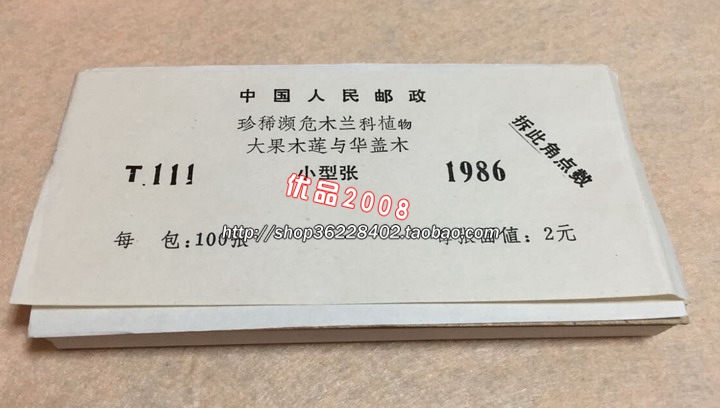 中国人民邮政
珍稀濒危木兰科植物
大果木莲与华盖木
拆此角点数
T.111
小型张
1986
优品2008
http://shop36228402.taobao.com
每 包：100张
每张面值：2元